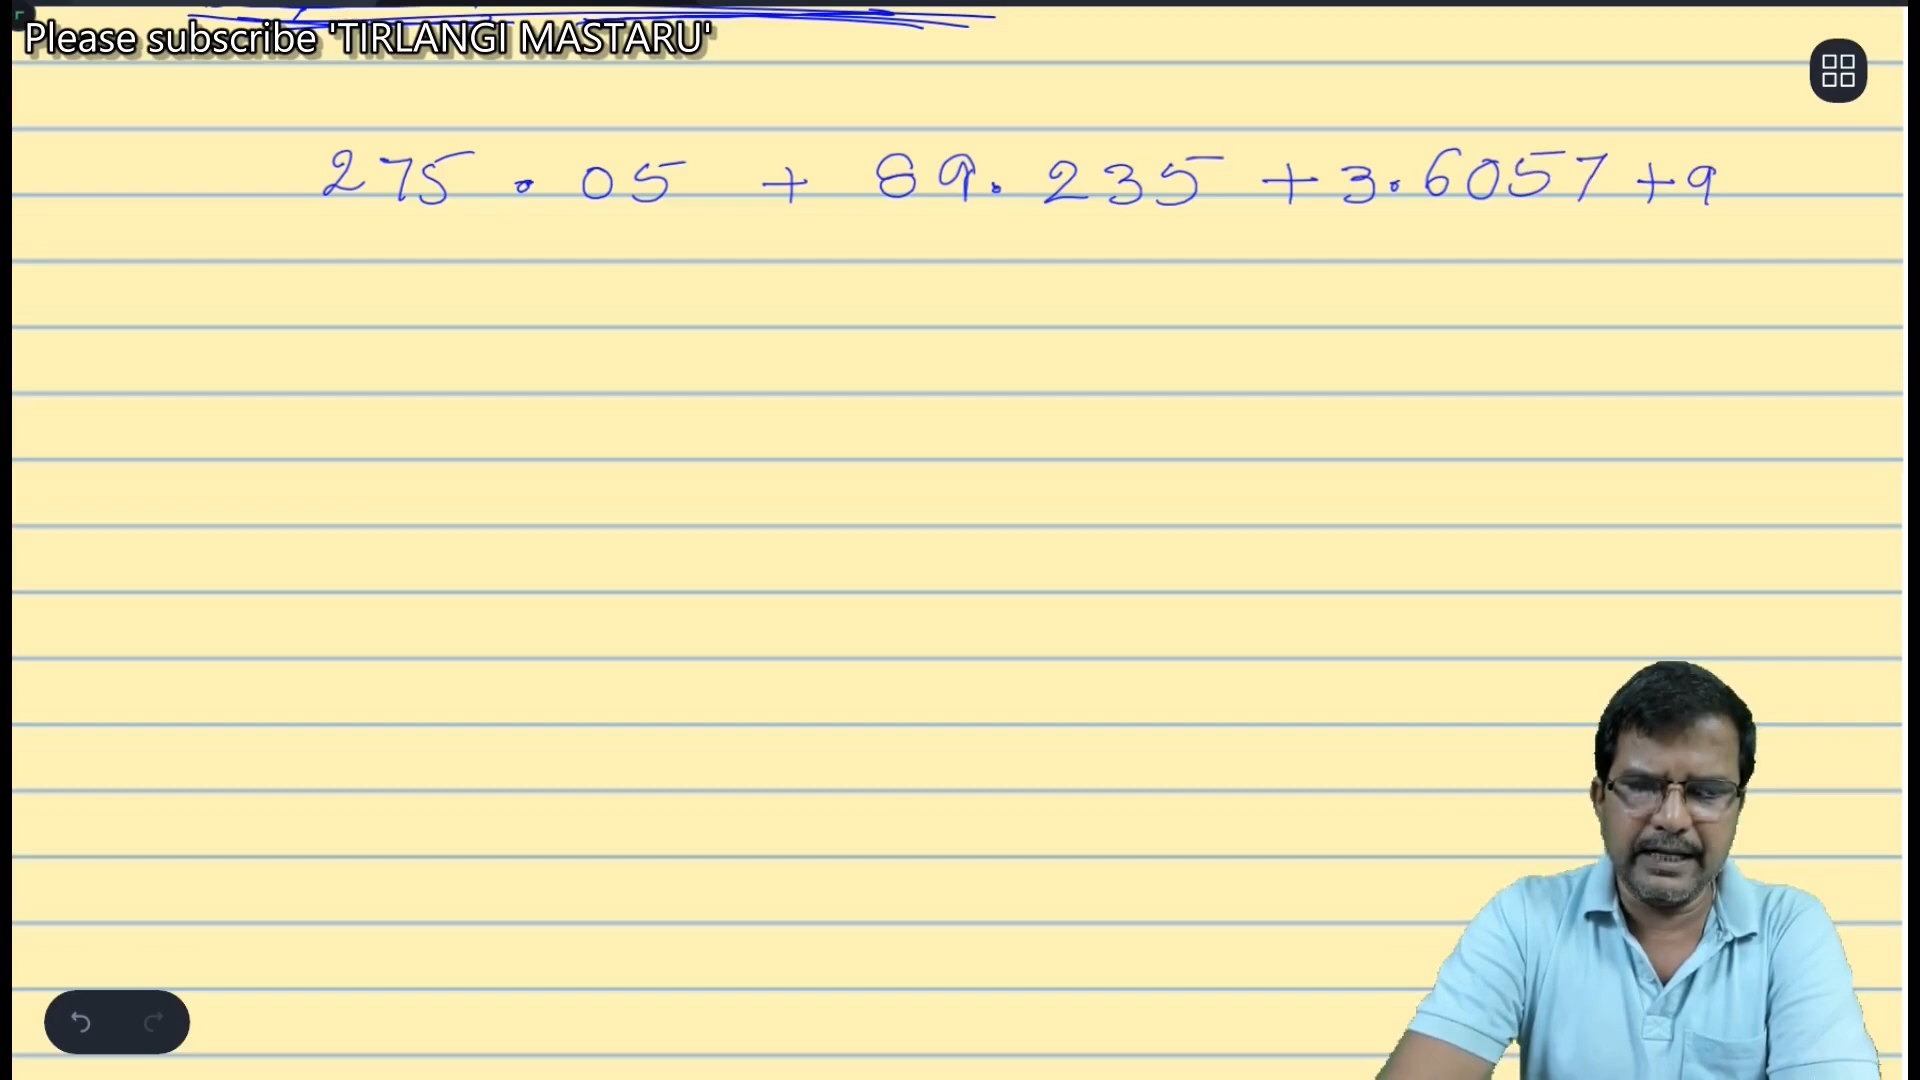 Please subscribe 'TIRLANGI MASTARU'
275.05 + 89.235 + 3.6057 + 9